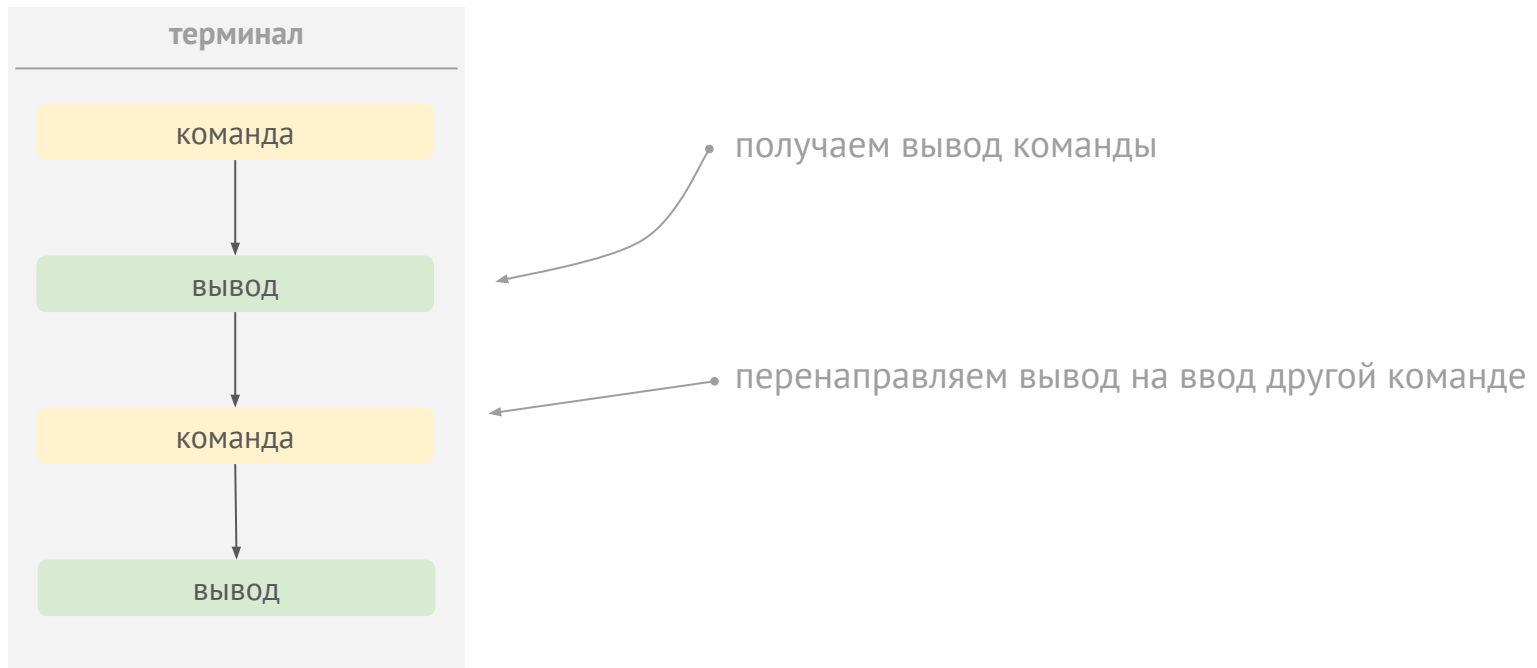 терминал
команда
получаем вывод команды
вывод
перенаправляем вывод на ввод другой команде
команда
вывод